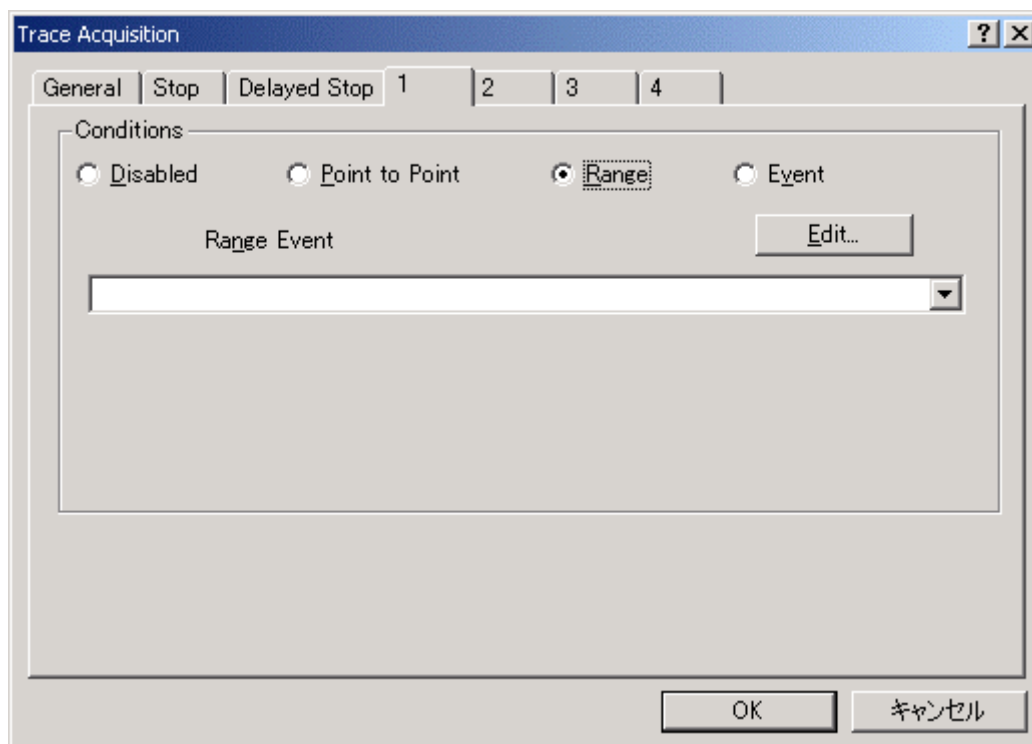 Trace Acquisition
General Stop Delayed Stop 1 2 3 4
Conditions
Disabled Point to Point Range Event
Range Event Edit...
OK キャンセル